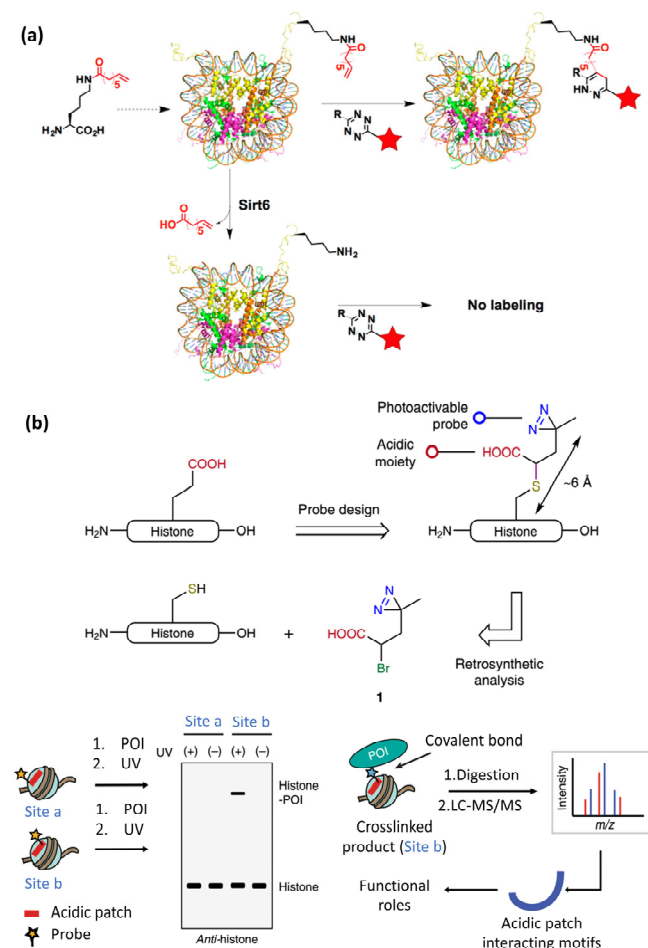 (a)
O
NH
5
H₂N
CO₂H
NH
O
5
R
N=N
N-N
NH
O
5
R
HN-N
O
HO
5
Sirt6
NH₂
R
N=N
N-N
No labeling
(b)
Photoactivable
probe
N=N
Acidic
moiety
HOOC
S
~6 Å
COOH
H₂N
Histone
OH
Probe design
H₂N
Histone
OH
SH
H₂N
Histone
OH
+
N=N
HOOC
Br
1
Retrosynthetic
analysis
Site a
Site b
UV (+) (−) (+) (−)
1. POI
2. UV
Site a
1. POI
2. UV
Site b
Acidic patch
Probe
Histone
-POI
Histone
Anti-histone
POI
Covalent bond
Crosslinked
product (Site b)
1.Digestion
2.LC-MS/MS
Intensity
m/z
Functional
roles
Acidic patch
interacting motifs